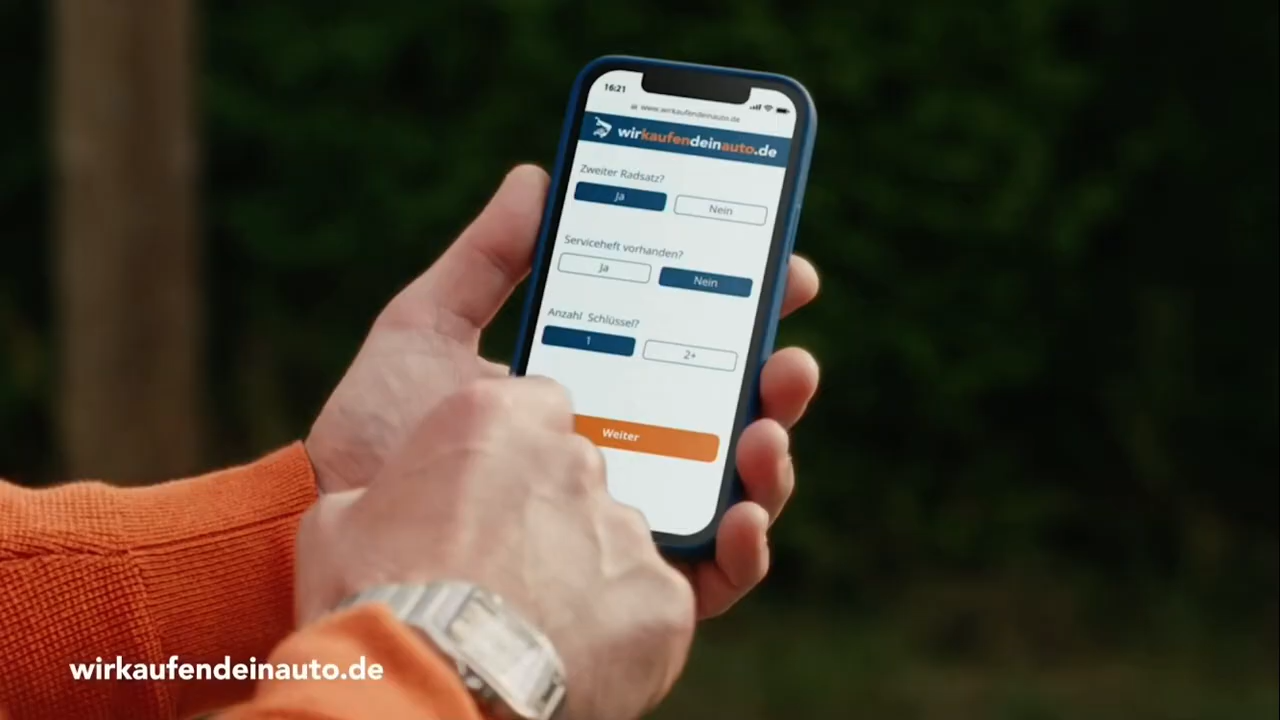 16:21
www.wirkaufendeinauto.de
wirkaufendeinauto.de
Zweiter Radsatz?
Ja Nein
Serviceheft vorhanden?
Ja Nein
Anzahl Schlüssel?
1 2+
Weiter
wirkaufendeinauto.de